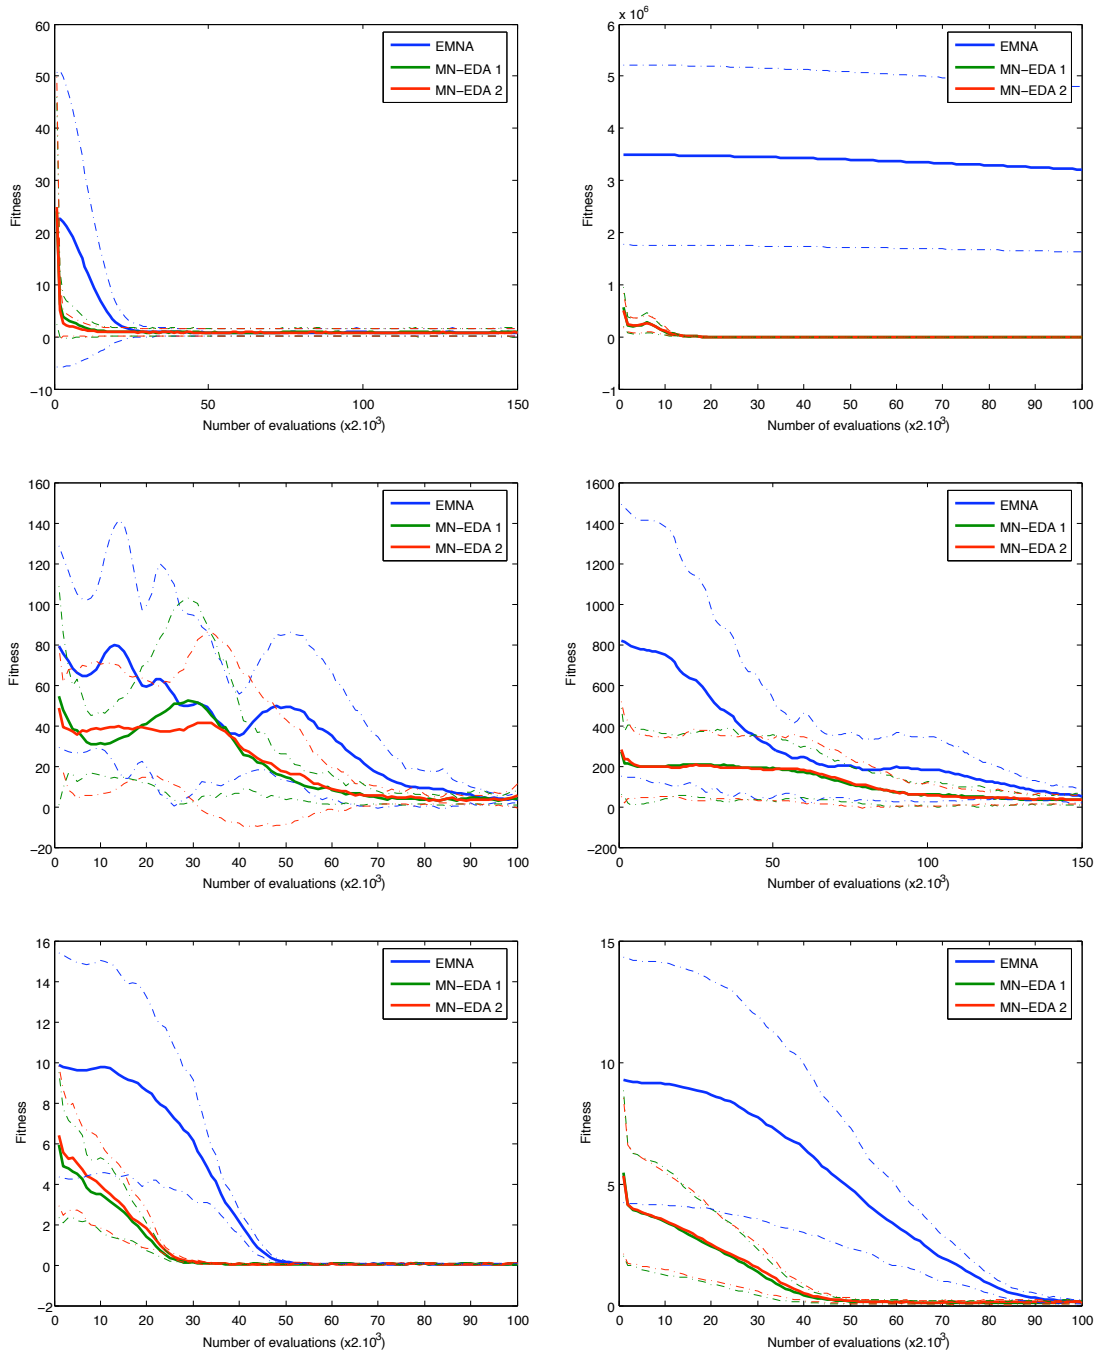 60
50
40
30
20
10
0
−10
Fitness
0 50 100 150
Number of evaluations (x2.10³)
EMNA
MN−EDA 1
MN−EDA 2
x 10⁶
6
5
4
3
2
1
0
−1
Fitness
0 10 20 30 40 50 60 70 80 90 100
Number of evaluations (x2.10³)
EMNA
MN−EDA 1
MN−EDA 2
160
140
120
100
80
60
40
20
0
−20
Fitness
0 10 20 30 40 50 60 70 80 90 100
Number of evaluations (x2.10³)
EMNA
MN−EDA 1
MN−EDA 2
1600
1400
1200
1000
800
600
400
200
0
−200
Fitness
0 50 100 150
Number of evaluations (x2.10³)
EMNA
MN−EDA 1
MN−EDA 2
16
14
12
10
8
6
4
2
0
−2
Fitness
0 10 20 30 40 50 60 70 80 90 100
Number of evaluations (x2.10³)
EMNA
MN−EDA 1
MN−EDA 2
15
10
5
0
Fitness
0 10 20 30 40 50 60 70 80 90 100
Number of evaluations (x2.10³)
EMNA
MN−EDA 1
MN−EDA 2